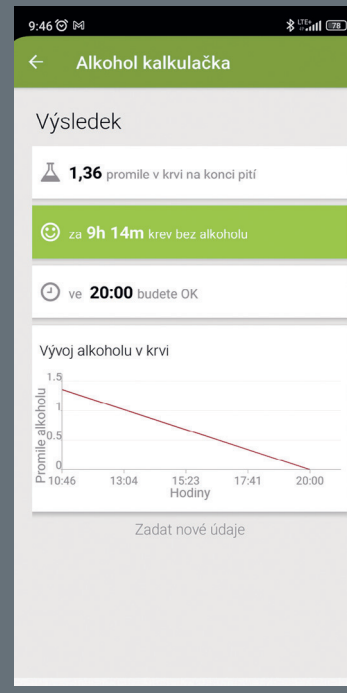 9:46
LTE+
78
Alkohol kalkulačka
Výsledek
1,36 promile v krvi na konci pití
za 9h 14m krev bez alkoholu
ve 20:00 budete OK
Vývoj alkoholu v krvi
Promile alkoholu
1.5
1
0.5
0
10:46 13:04 15:23 17:41 20:00
Hodiny
Zadat nové údaje